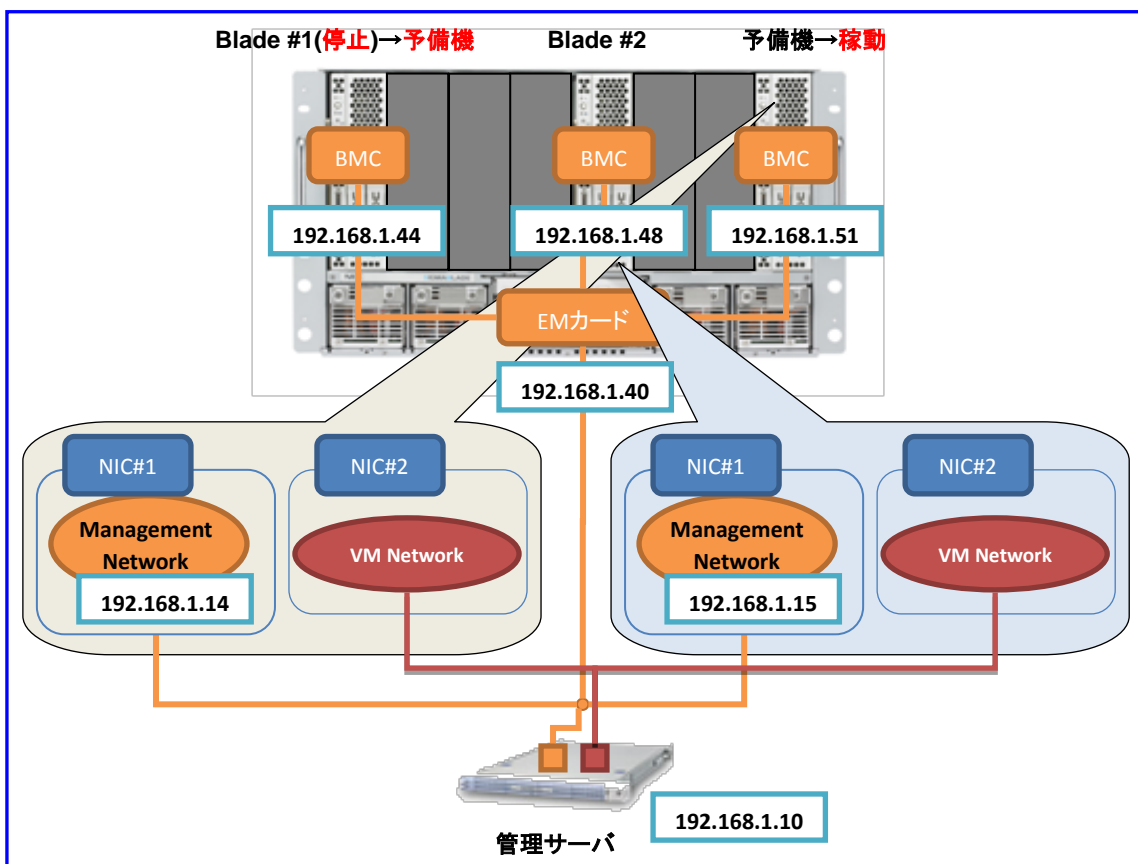 Blade #1(停止)→予備機
Blade #2
予備機→稼動
BMC
BMC
BMC
192.168.1.44
192.168.1.48
192.168.1.51
EMカード
192.168.1.40
NIC#1
NIC#2
NIC#1
NIC#2
Management
Network
VM Network
Management
Network
VM Network
192.168.1.14
192.168.1.15
192.168.1.10
管理サーバ